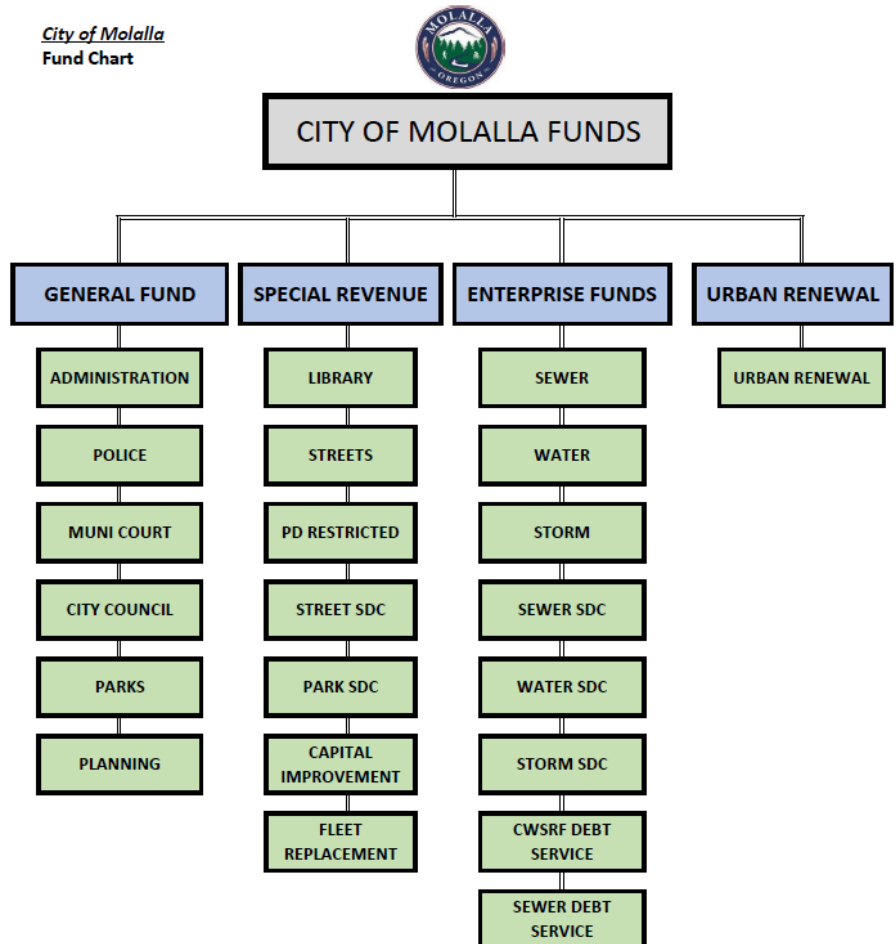 City of Molalla
Fund Chart
MOLALLA
OREGON
CITY OF MOLALLA FUNDS
GENERAL FUND
ADMINISTRATION
POLICE
MUNI COURT
CITY COUNCIL
PARKS
PLANNING
SPECIAL REVENUE
LIBRARY
STREETS
PD RESTRICTED
STREET SDC
PARK SDC
CAPITAL
IMPROVEMENT
FLEET
REPLACEMENT
ENTERPRISE FUNDS
SEWER
WATER
STORM
SEWER SDC
WATER SDC
STORM SDC
CWSRF DEBT
SERVICE
SEWER DEBT
SERVICE
URBAN RENEWAL
URBAN RENEWAL